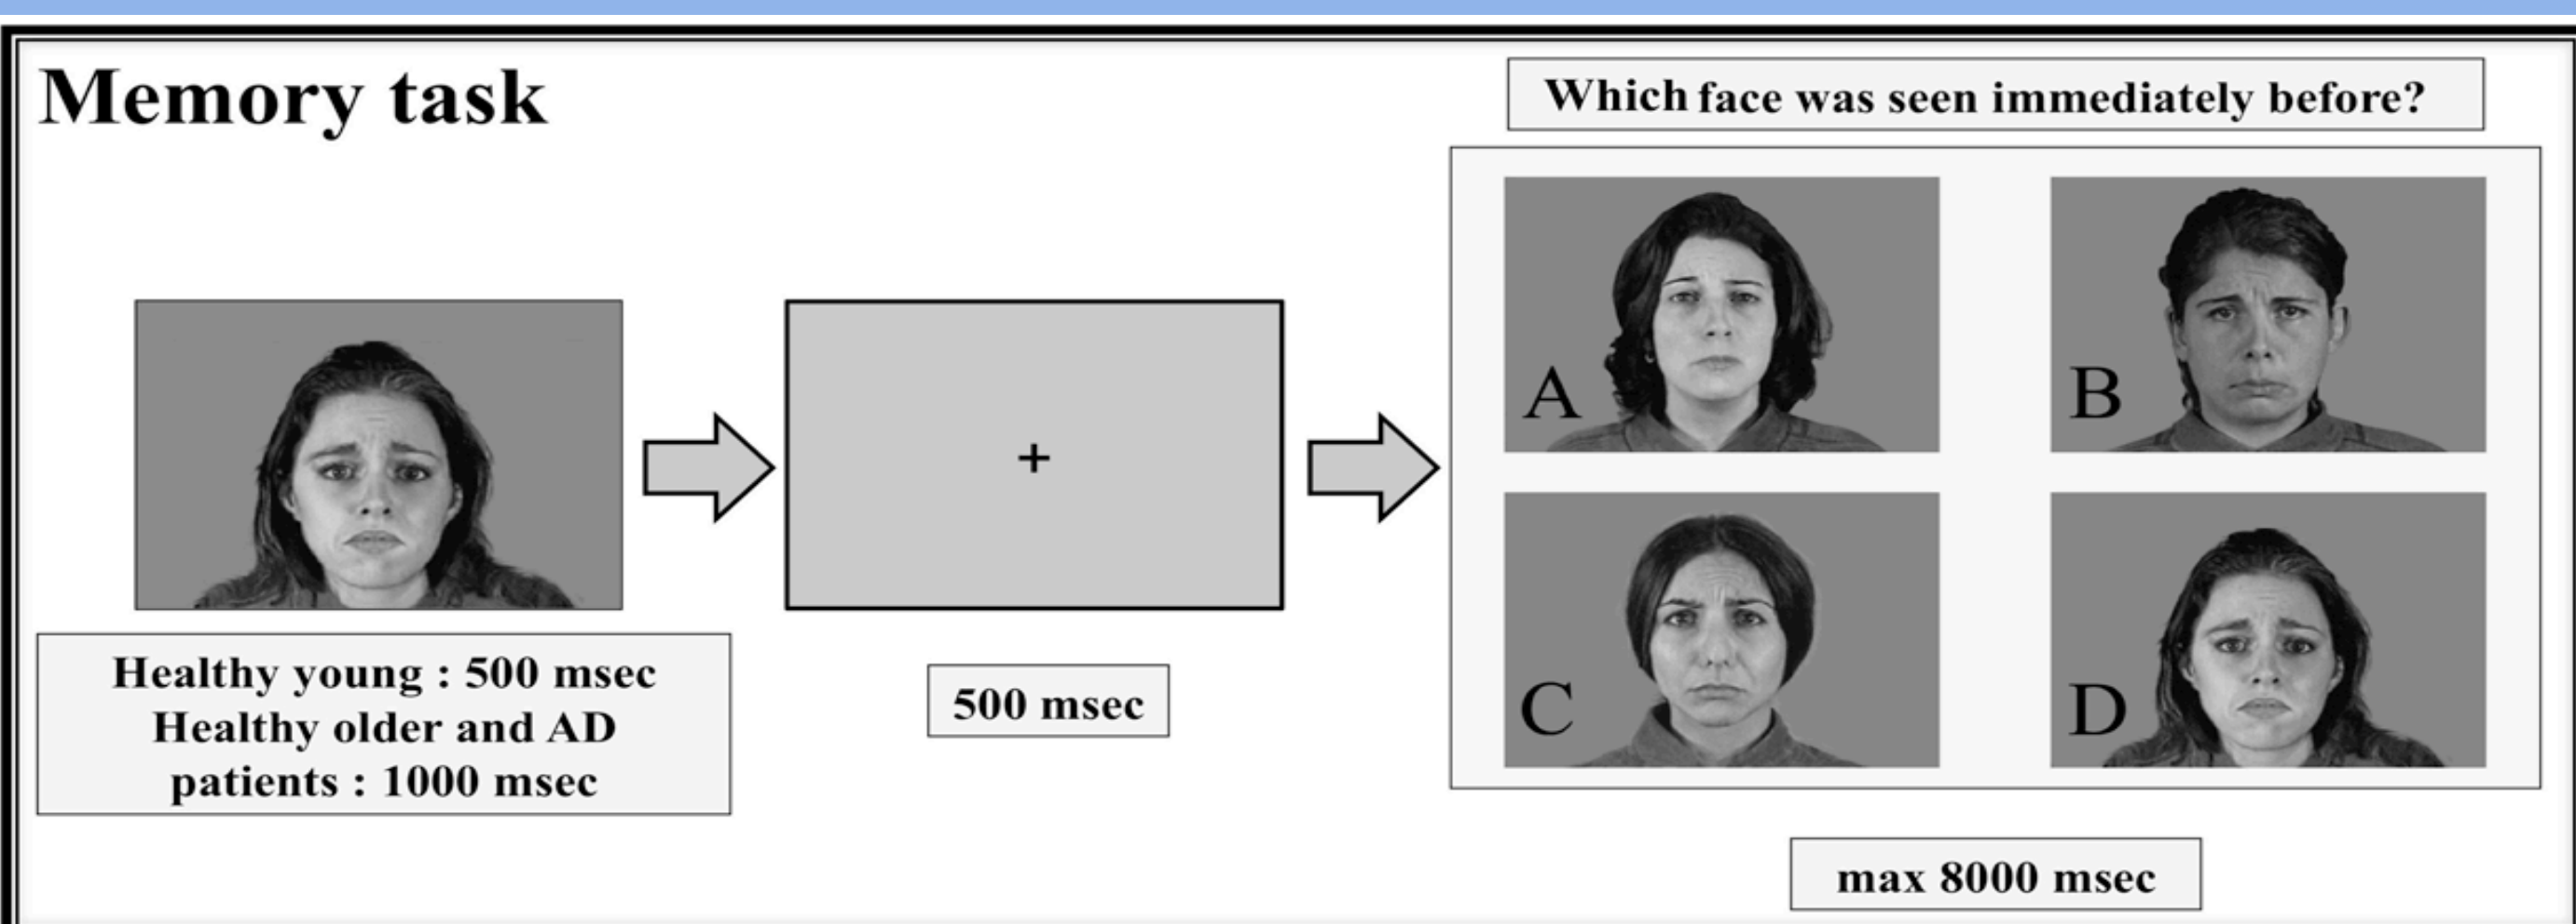 Memory task
Healthy young : 500 msec
Healthy older and AD
patients : 1000 msec
+
500 msec
Which face was seen immediately before?
A
B
C
D
max 8000 msec